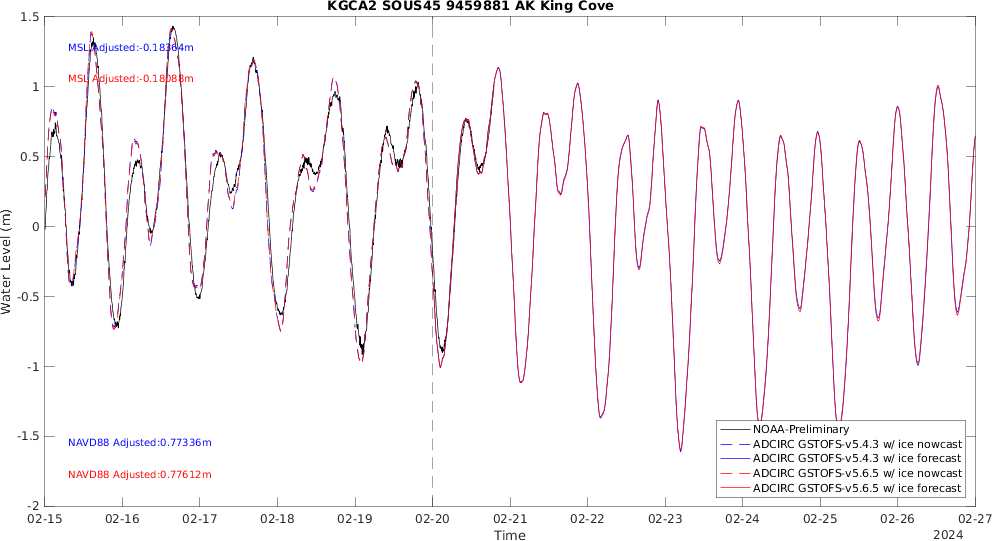 KGCA2 SOUS45 9459881 AK King Cove
1.5
1
0.5
0
-0.5
-1
-1.5
-2
Water Level (m)
MSL Adjusted:-0.18364m
MSL Adjusted:-0.18088m
NAVD88 Adjusted:0.77336m
NAVD88 Adjusted:0.77612m
NOAA-Preliminary
ADCIRC GSTOFS-v5.4.3 w/ ice nowcast
ADCIRC GSTOFS-v5.4.3 w/ ice forecast
ADCIRC GSTOFS-v5.6.5 w/ ice nowcast
ADCIRC GSTOFS-v5.6.5 w/ ice forecast
02-15 02-16 02-17 02-18 02-19 02-20 02-21 02-22 02-23 02-24 02-25 02-26 02-27
Time
2024